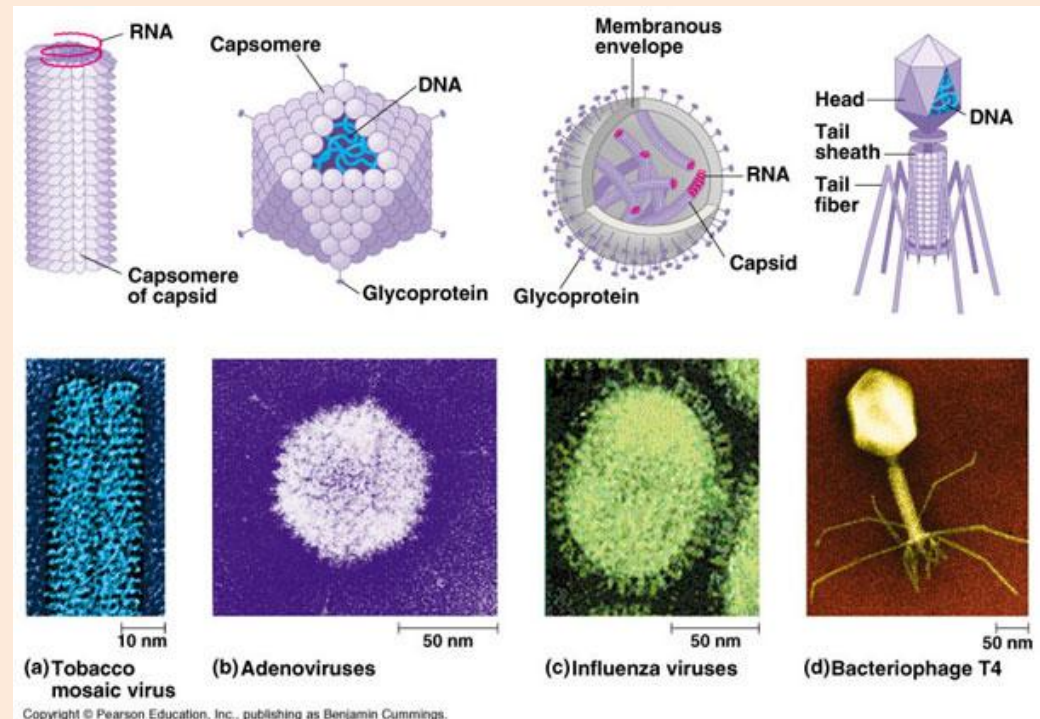 RNA
Capsomere
of capsid
Capsomere
DNA
Glycoprotein
Membranous
envelope
RNA
Capsid
Glycoprotein
Head
DNA
Tail
sheath
Tail
fiber
10 nm
50 nm
50 nm
50 nm
(a) Tobacco
mosaic virus
(b) Adenoviruses
(c) Influenza viruses
(d) Bacteriophage T4
Copyright © Pearson Education, Inc., publishing as Benjamin Cummings.